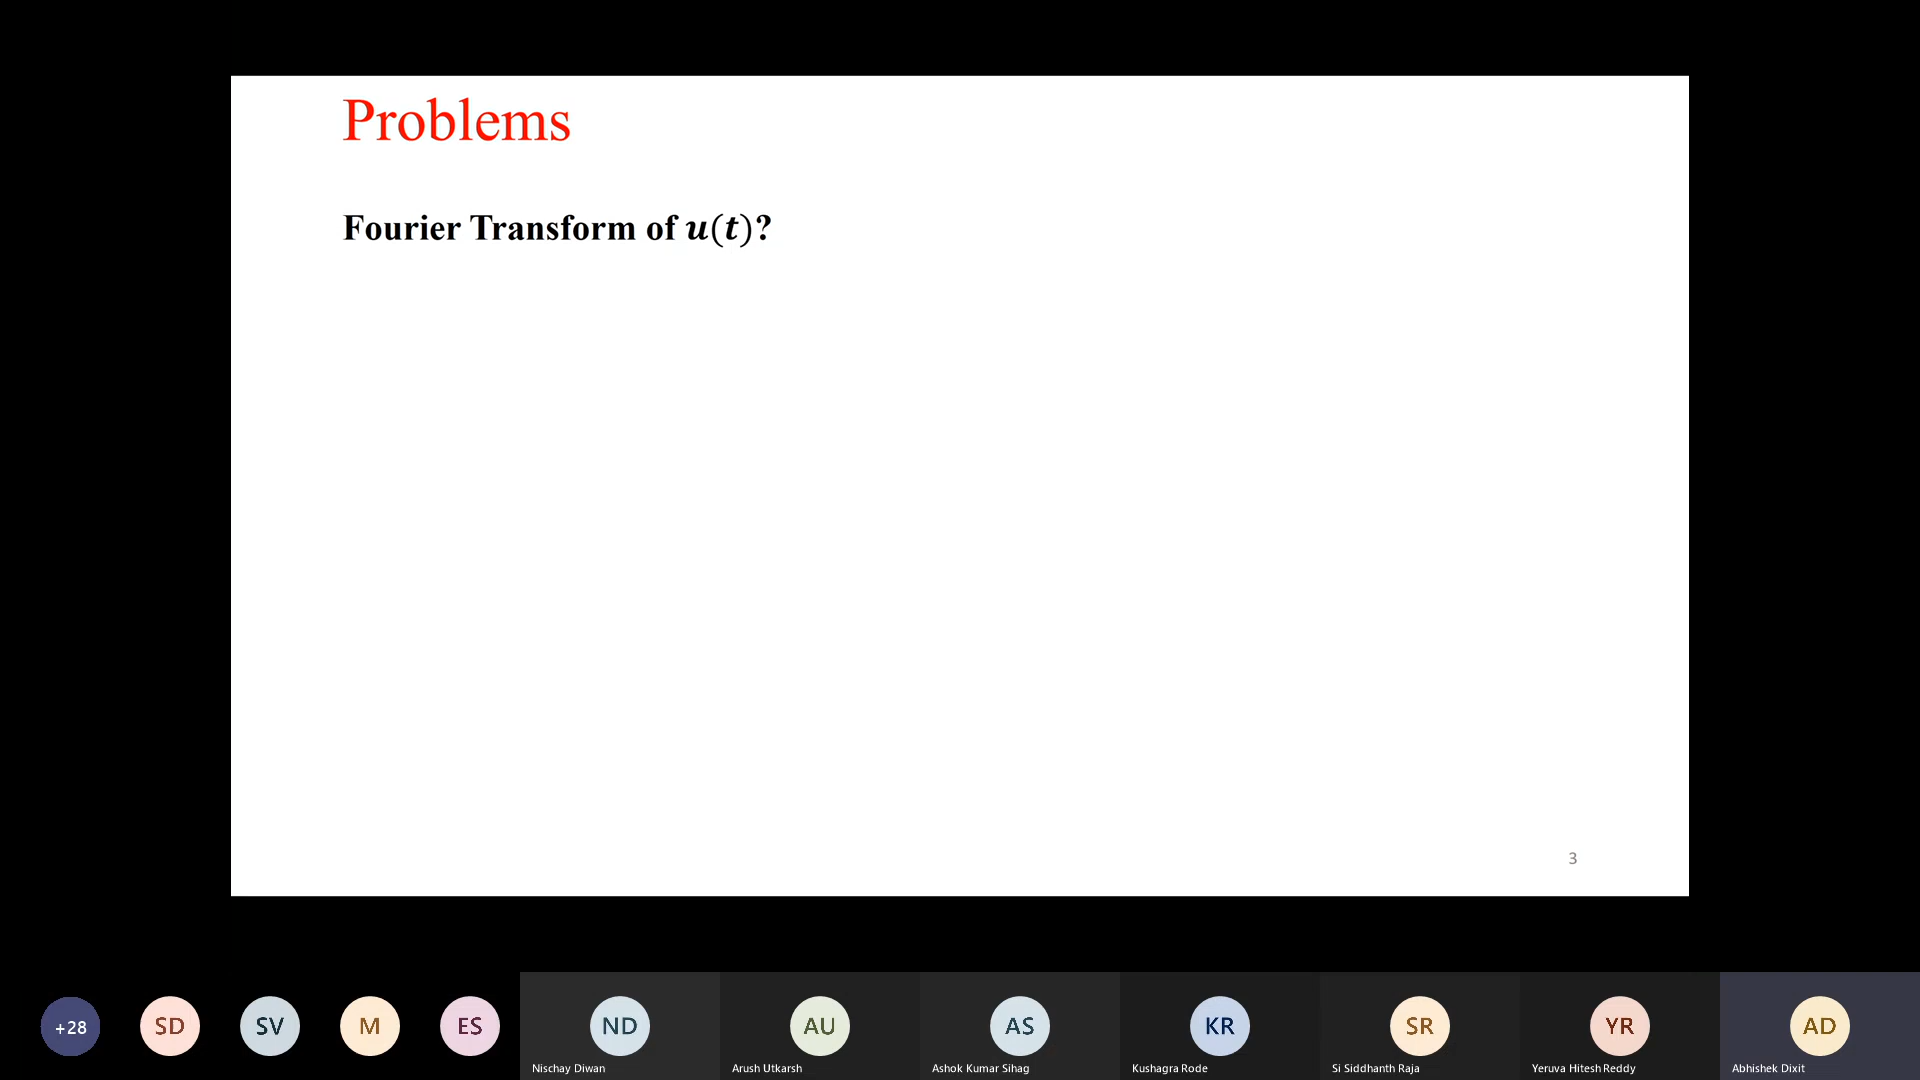 Problems
Fourier Transform of u(t)?
3
+28
SD
SV
M
ES
ND
AU
AS
KR
SR
YR
AD
Nischay Diwan
Arush Utkarsh
Ashok Kumar Sihag
Kushagra Rode
Si Siddhanth Raja
Yeruva Hitesh Reddy
Abhishek Dixit